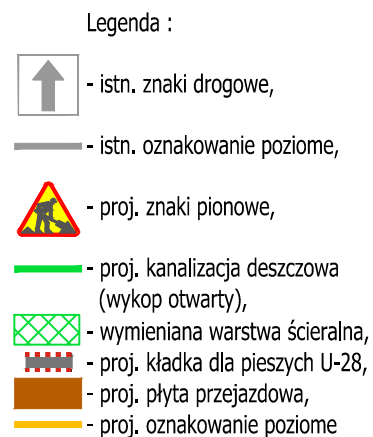 Legenda :
- istn. znaki drogowe,
- istn. oznakowanie poziome,
- proj. znaki pionowe,
- proj. kanalizacja deszczowa
(wykop otwarty),
- wymieniana warstwa ścieralna,
- proj. kładka dla pieszych U-28,
- proj. płyta przejazdowa,
- proj. oznakowanie poziome